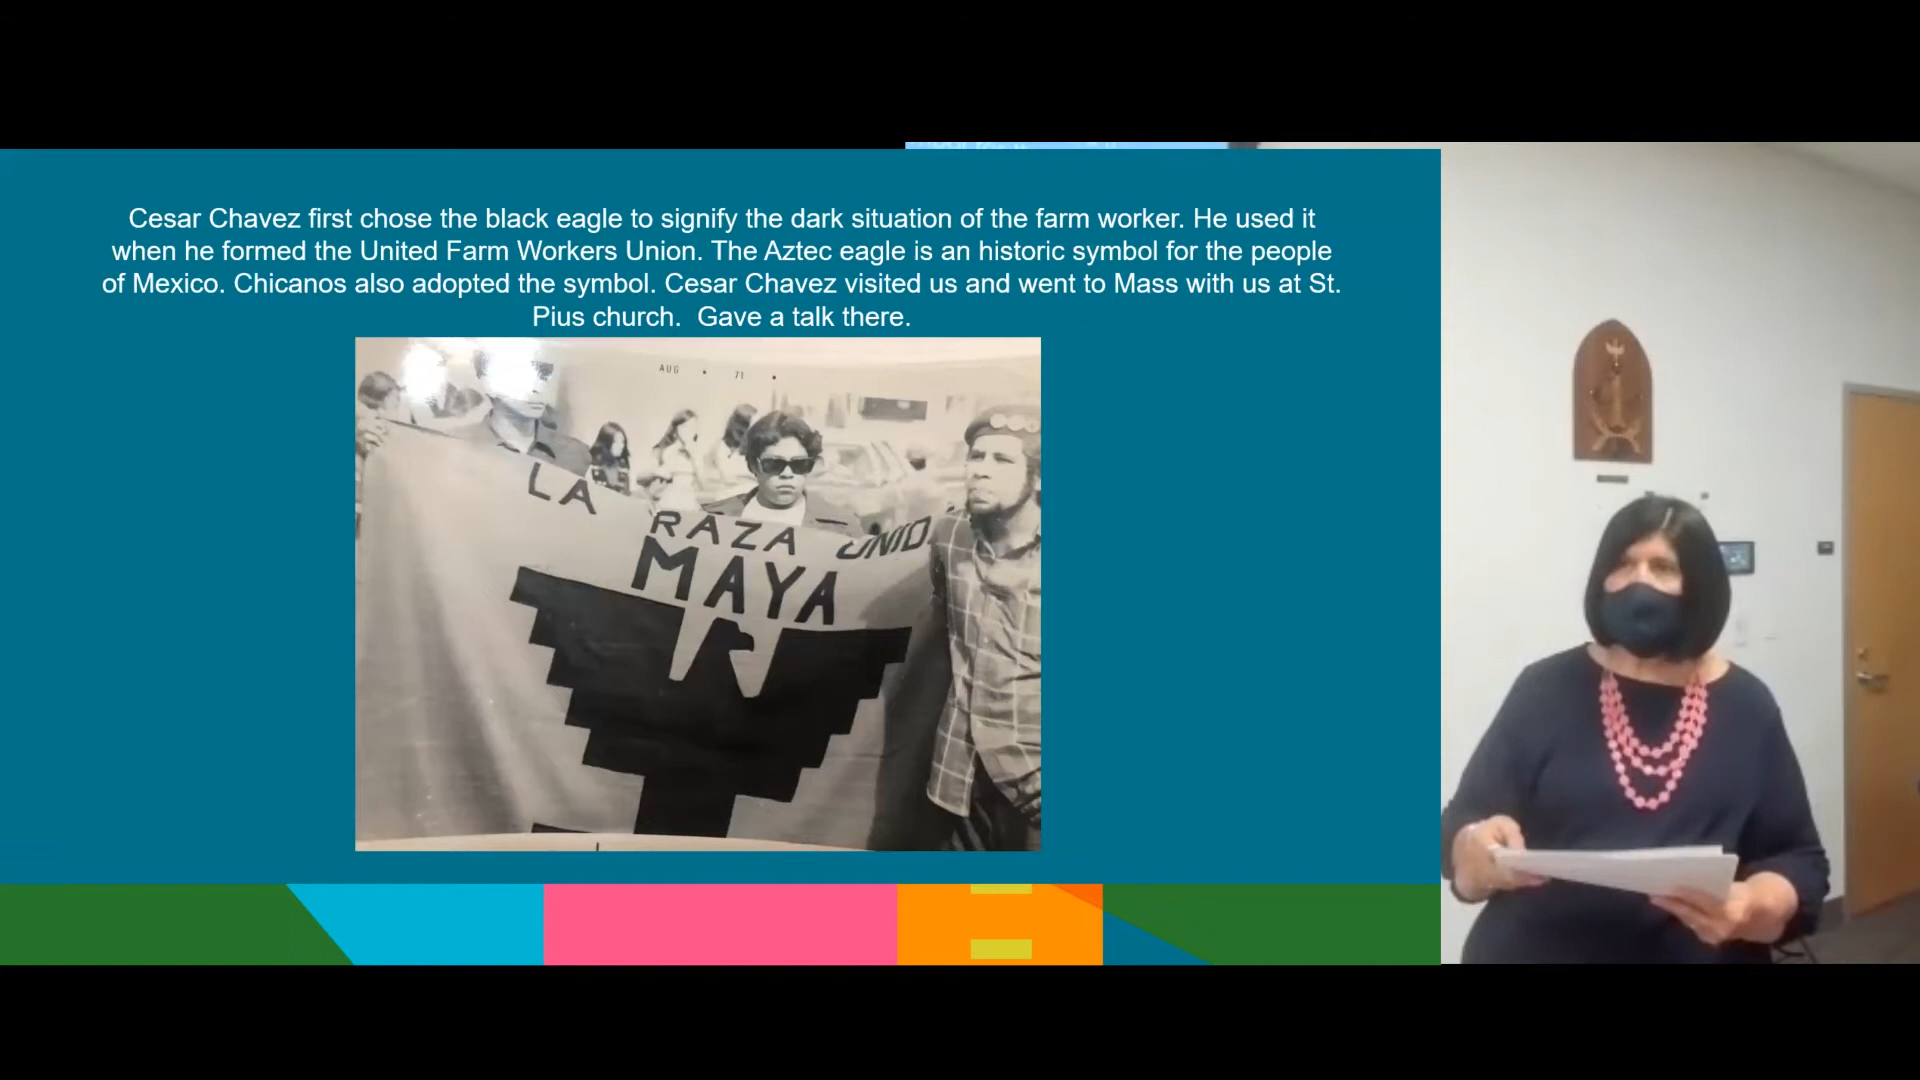 Cesar Chavez first chose the black eagle to signify the dark situation of the farm worker. He used it
when he formed the United Farm Workers Union. The Aztec eagle is an historic symbol for the people
of Mexico. Chicanos also adopted the symbol. Cesar Chavez visited us and went to Mass with us at St.
Pius church.  Gave a talk there.
AUG • 71 •
LA RAZA UNID
MAYA